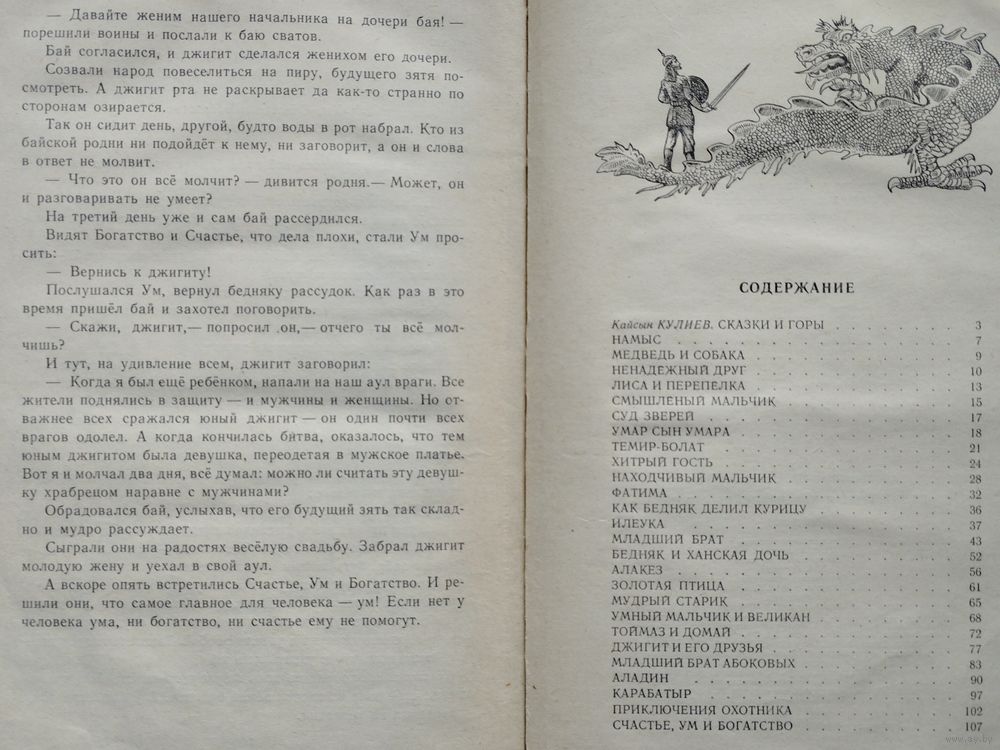 — Давайте женим нашего начальника на дочери бая! —
порешили воины и послали к баю сватов.
Бай согласился, и джигит сделался женихом его дочери.
Созвали народ повеселиться на пиру, будущего зятя по-
смотреть. А джигит рта не раскрывает да как-то странно по
сторонам озирается.
Так он сидит день, другой, будто воды в рот набрал. Кто из
байской родни ни подойдёт к нему, ни заговорит, а он и слова
в ответ не молвит.
— Что это он всё молчит? — дивится родня.— Может, он
и разговаривать не умеет?
На третий день уже и сам бай рассердился.
Видят Богатство и Счастье, что дела плохи, стали Ум про-
сить:
— Вернись к джигиту!
Послушался Ум, вернул бедняку рассудок. Как раз в это
время пришёл бай и захотел поговорить.
— Скажи, джигит,— попросил он,— отчего ты всё мол-
чишь?
И тут, на удивление всем, джигит заговорил:
— Когда я был ещё ребёнком, напали на наш аул враги. Все
жители поднялись в защиту — и мужчины и женщины. Но от-
важнее всех сражался юный джигит — он один почти всех
врагов одолел. А когда кончилась битва, оказалось, что тем
юным джигитом была девушка, переодетая в мужское платье.
Вот я и молчал два дня, всё думал: можно ли считать эту девуш-
ку храбрецом наравне с мужчинами?
Обрадовался бай, услыхав, что его будущий зять так склад-
но и мудро рассуждает.
Сыграли они на радостях весёлую свадьбу. Забрал джигит
молодую жену и уехал в свой аул.
А вскоре опять встретились Счастье, Ум и Богатство. И ре-
шили они, что самое главное для человека — ум! Если нет у
человека ума, ни богатство, ни счастье ему не помогут.
СОДЕРЖАНИЕ
Кайсын КУЛИЕВ. СКАЗКИ И ГОРЫ . . . . . . . . . 3
НАМЫС . . . . . . . . . 7
МЕДВЕДЬ И СОБАКА . . . . . . . . . 9
НЕНАДЕЖНЫЙ ДРУГ . . . . . . . . . 10
ЛИСА И ПЕРЕПЕЛКА . . . . . . . . . 13
СМЫШЛЕНЫЙ МАЛЬЧИК . . . . . . . . . 15
СУД ЗВЕРЕЙ . . . . . . . . . 17
УМАР СЫН УМАРА . . . . . . . . . 18
ТЕМИР-БОЛАТ . . . . . . . . . 21
ХИТРЫЙ ГОСТЬ . . . . . . . . . 24
НАХОДЧИВЫЙ МАЛЬЧИК . . . . . . . . . 28
ФАТИМА . . . . . . . . . 32
КАК БЕДНЯК ДЕЛИЛ КУРИЦУ . . . . . . . . . 36
ИЛЕУКА . . . . . . . . . 37
МЛАДШИЙ БРАТ . . . . . . . . . 43
БЕДНЯК И ХАНСКАЯ ДОЧЬ . . . . . . . . . 52
АЛАКЕЗ . . . . . . . . . 56
ЗОЛОТАЯ ПТИЦА . . . . . . . . . 61
МУДРЫЙ СТАРИК . . . . . . . . . 65
УМНЫЙ МАЛЬЧИК И ВЕЛИКАН . . . . . . . . . 68
ТОЙМАЗ И ДОМАЙ . . . . . . . . . 72
ДЖИГИТ И ЕГО ДРУЗЬЯ . . . . . . . . . 77
МЛАДШИЙ БРАТ АБОКОВЫХ . . . . . . . . . 83
АЛАДИН . . . . . . . . . 90
КАРАБАТЫР . . . . . . . . . 97
ПРИКЛЮЧЕНИЯ ОХОТНИКА . . . . . . . . . 102
СЧАСТЬЕ, УМ И БОГАТСТВО . . . . . . . . . 107
www.ay.by